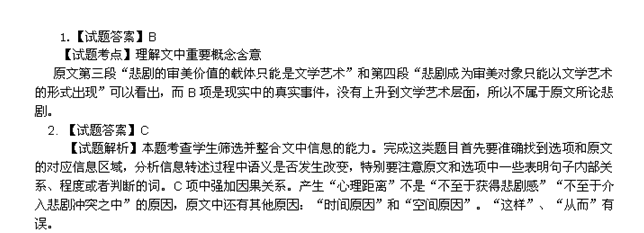 1.【试题答案】B
【试题考点】理解文中重要概念含意
原文第三段“悲剧的审美价值的载体只能是文学艺术”和第四段“悲剧成为审美对象只能以文学艺术
的形式出现”可以看出，而 B 项是现实中的真实事件，没有上升到文学艺术层面，所以不属于原文所论悲
剧。
2. 【试题答案】C
【试题解析】本题考查学生筛选并整合文中信息的能力。完成这类题目首先要准确找到选项和原文
的对应信息区域，分析信息转述过程中语义是否发生改变，特别要注意原文和选项中一些表明句子内部关
系、程度或者判断的词。C 项中强加因果关系。产生“心理距离”不是“不至于获得悲剧感”“不至于介
入悲剧冲突之中”的原因，原文中还有其他原因：“时间原因”和“空间原因”。“这样”、“从而”有
误。